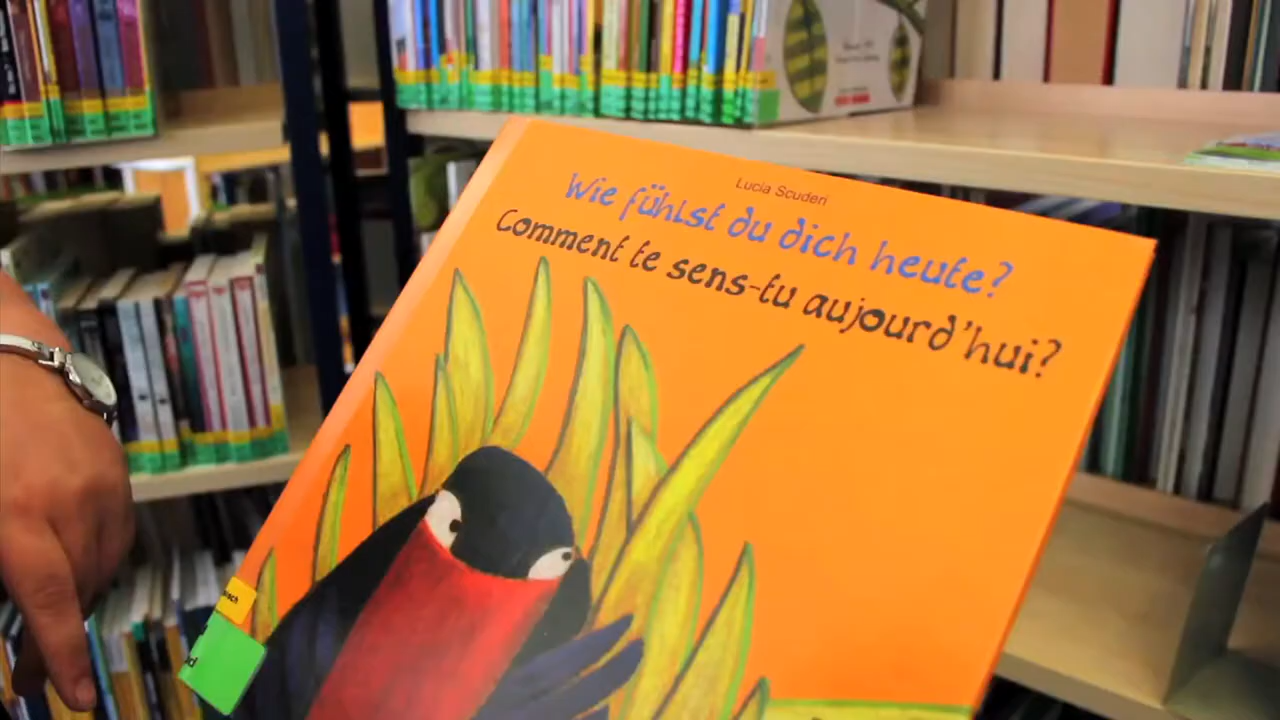 Lucia Scuderi
Wie fühlst du dich heute?
Comment te sens-tu aujourd'hui?